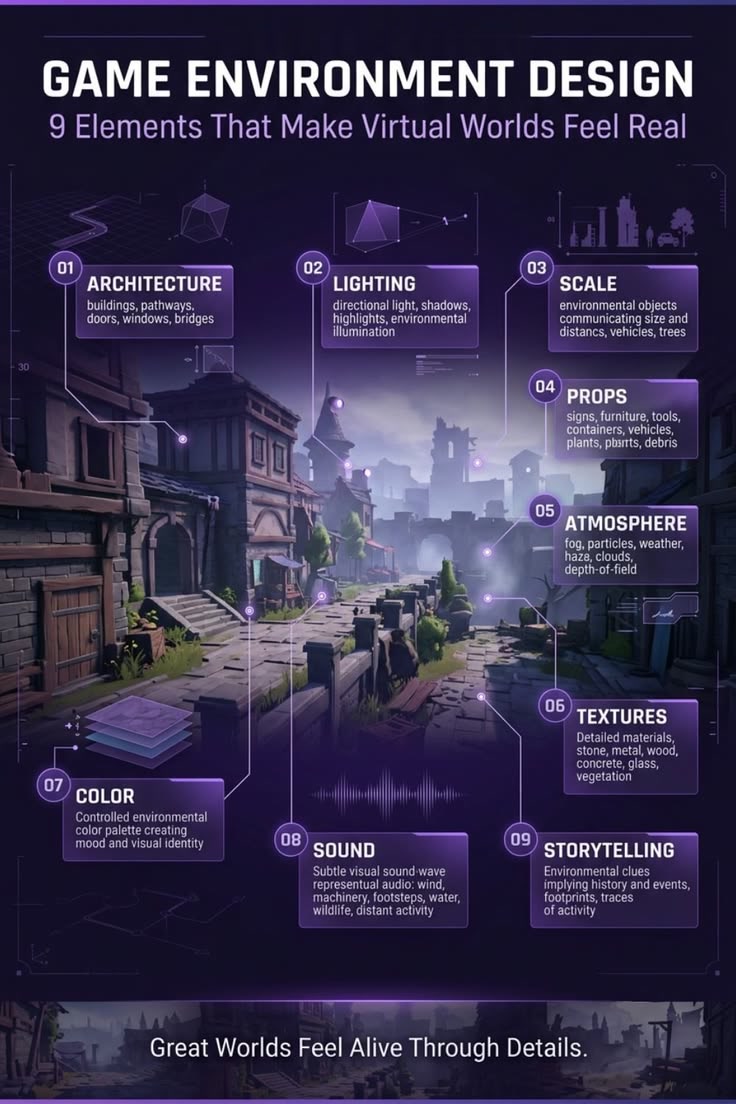 GAME ENVIRONMENT DESIGN
9 Elements That Make Virtual Worlds Feel Real
01
ARCHITECTURE
buildings, pathways,
doors, windows, bridges
02
LIGHTING
directional light, shadows,
highlights, environmental
illumination
03
SCALE
environmental objects
communicating size and
distancs, vehicles, trees
30
04
PROPS
signs, furniture, tools,
containers, vehicles,
plants, debris
05
ATMOSPHERE
fog, particles, weather,
haze, clouds,
depth-of-field
06
TEXTURES
Detailed materials,
stone, metal, wood,
concrete, glass,
vegetation
07
COLOR
Controlled environmental
color palette creating
mood and visual identity
08
SOUND
Subtle visual sound-wave
representual audio: wind,
machinery, footsteps, water,
wildlife, distant activity
09
STORYTELLING
Environmental clues
implying history and events,
footprints, traces
of activity
Great Worlds Feel Alive Through Details.